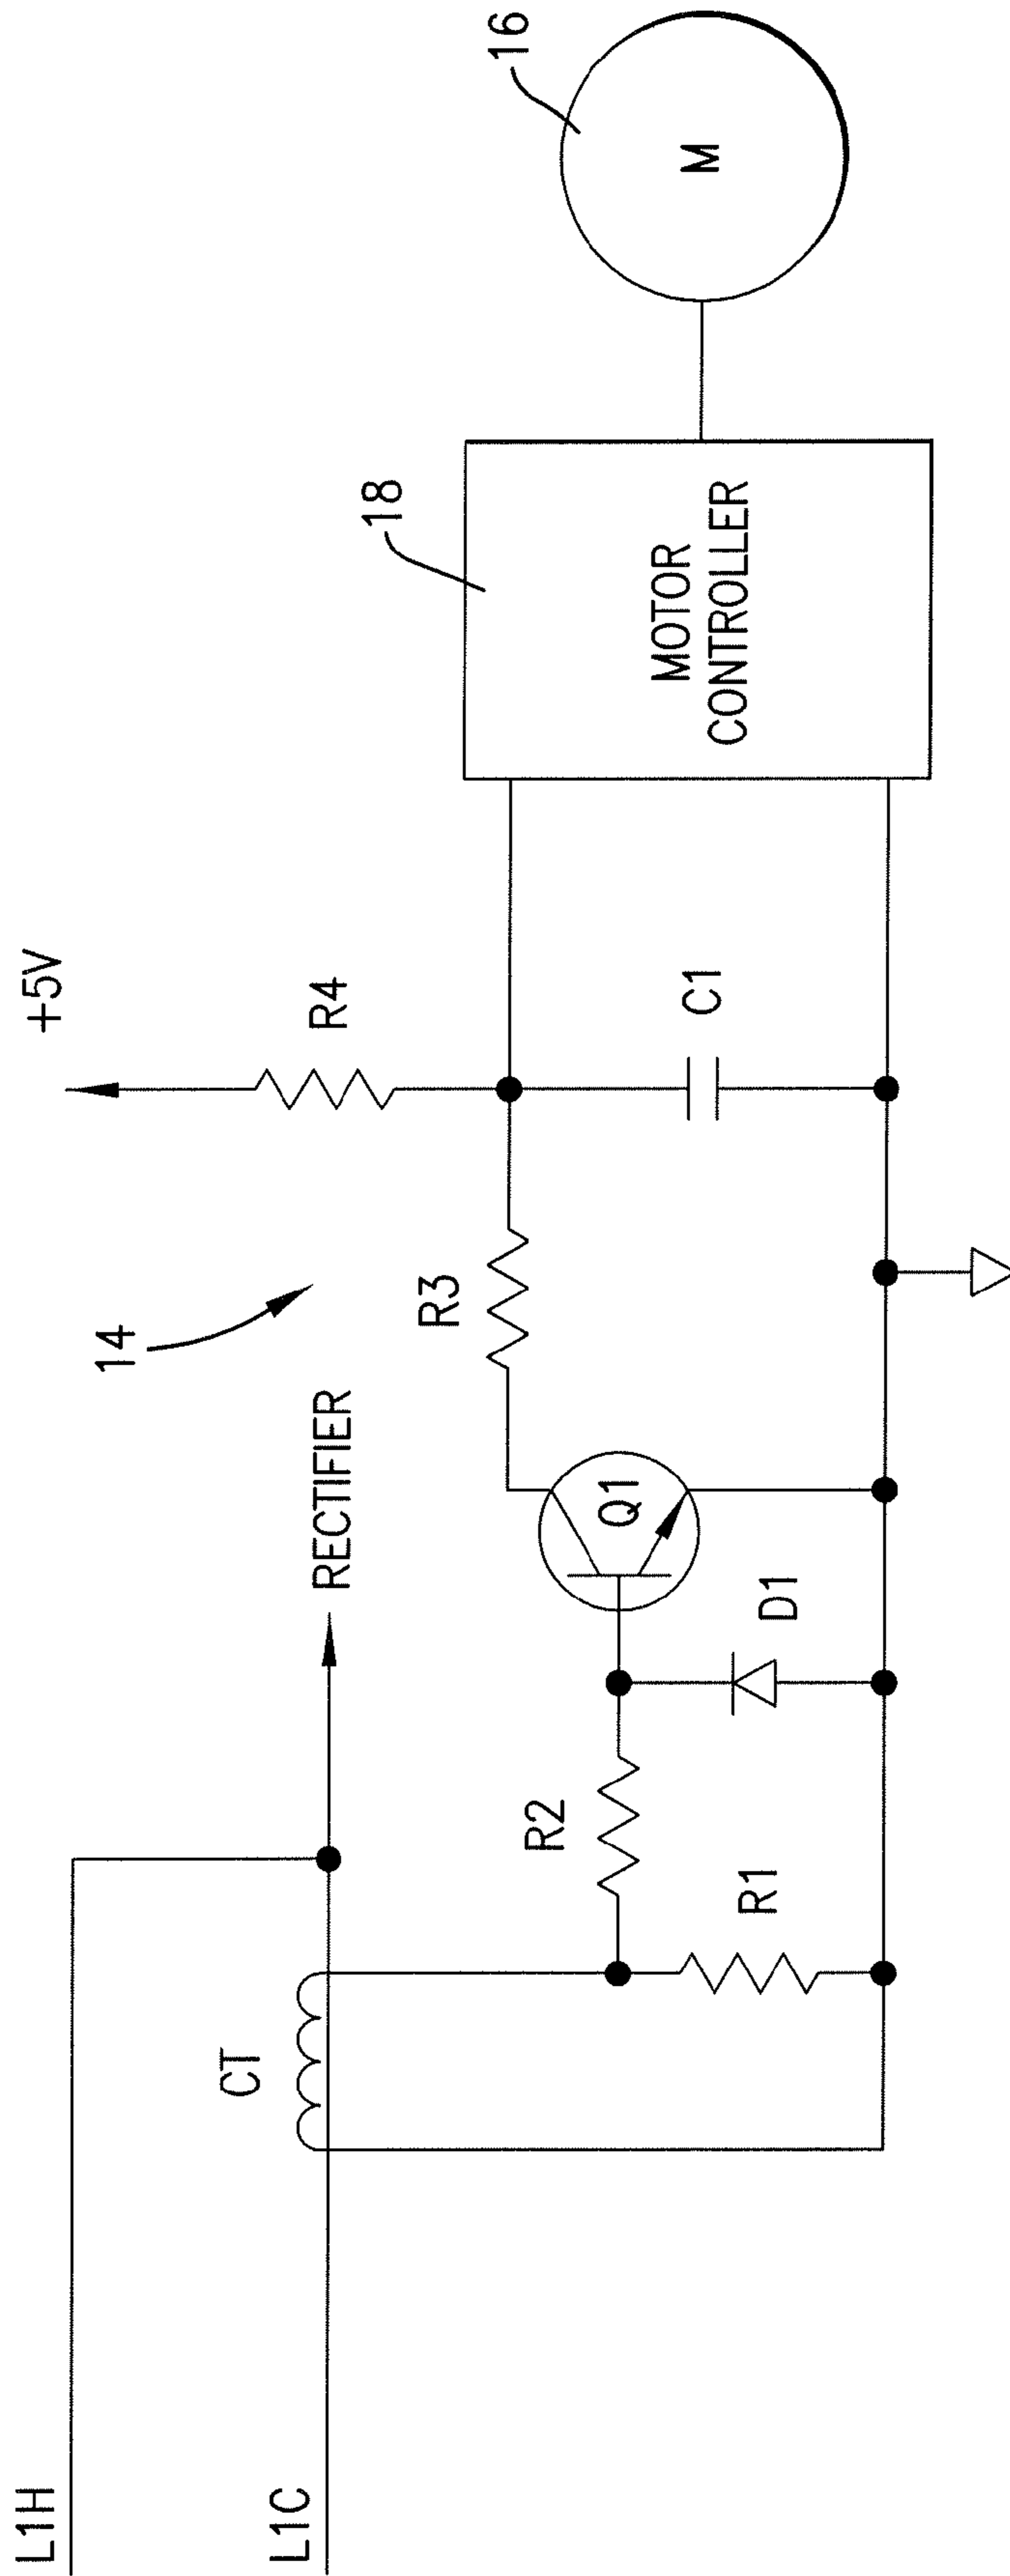 L1H
L1C
CT
RECTIFIER
14
+5V
R4
R3
R2
R1
Q1
D1
C1
18
MOTOR
CONTROLLER
16
M